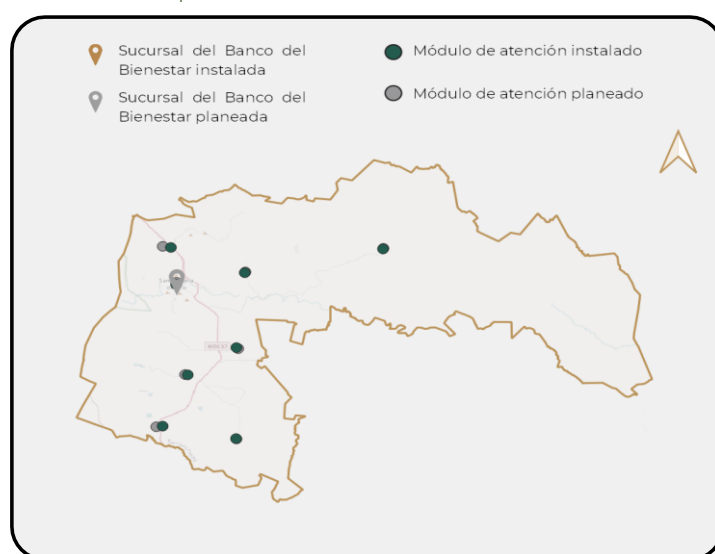 Sucursal del Banco del
Bienestar instalada
Módulo de atención instalado
Sucursal del Banco del
Bienestar planeada
Módulo de atención planeado